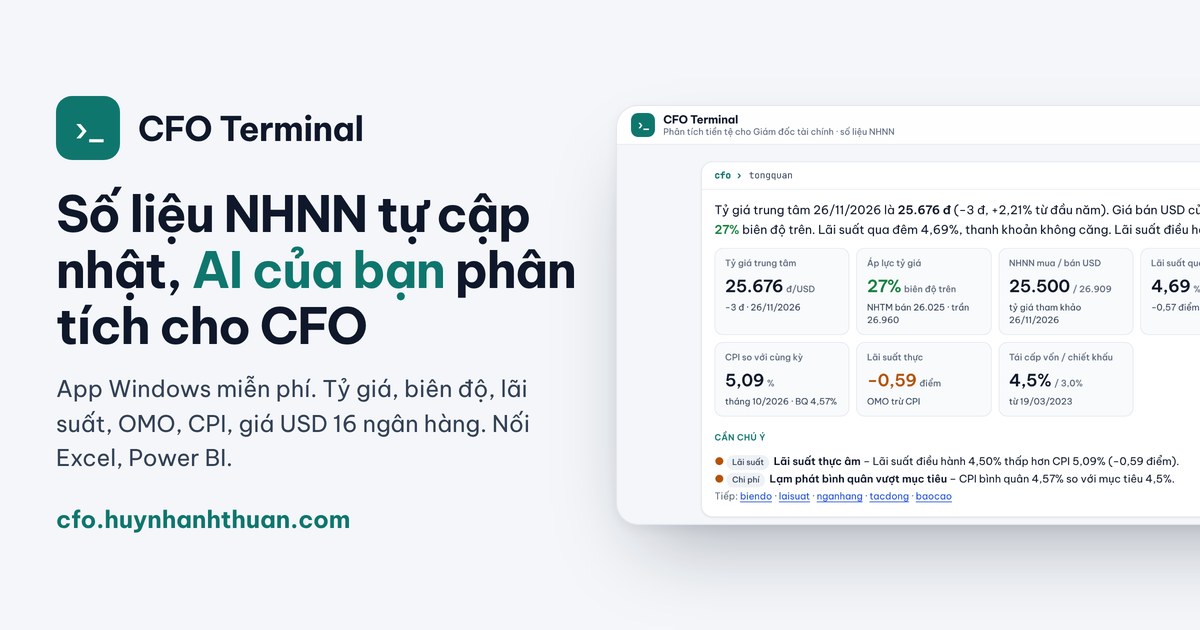 CFO Terminal
Số liệu NHNN tự cập
nhật, AI của bạn phân
tích cho CFO
App Windows miễn phí. Tỷ giá, biên độ, lãi
suất, OMO, CPI, giá USD 16 ngân hàng. Nối
Excel, Power BI.
cfo.huynhanhthuan.com
CFO Terminal
Phân tích tiền tệ cho Giám đốc tài chính · số liệu NHNN
cfo › tongquan
Tỷ giá trung tâm 26/11/2026 là 25.676 đ (−3 đ, +2,21% từ đầu năm). Giá bán USD
27% biên độ trên. Lãi suất qua đêm 4,69%, thanh khoản không căng. Lãi suất điều
Tỷ giá trung tâm
25.676 đ/USD
−3 đ · 26/11/2026
Áp lực tỷ giá
27% biên độ trên
NHTM bán 26.025 · trần
26.960
NHNN mua / bán USD
25.500 / 26.909
tỷ giá tham khảo
26/11/2026
Lãi suất
4,69
−0,57 điểm
CPI so với cùng kỳ
5,09 %
tháng 10/2026 · BQ 4,57%
Lãi suất thực
−0,59 điểm
OMO trừ CPI
Tái cấp vốn / chiết khấu
4,5% / 3,0%
từ 19/03/2023
CẦN CHÚ Ý
Lãi suất Lãi suất thực âm – Lãi suất điều hành 4,50% thấp hơn CPI 5,09% (−0,59 điểm).
Chi phí Lạm phát bình quân vượt mục tiêu – CPI bình quân 4,57% so với mục tiêu 4,5%.
Tiếp: biendo · laisuat · nganhang · tacdong · baocao